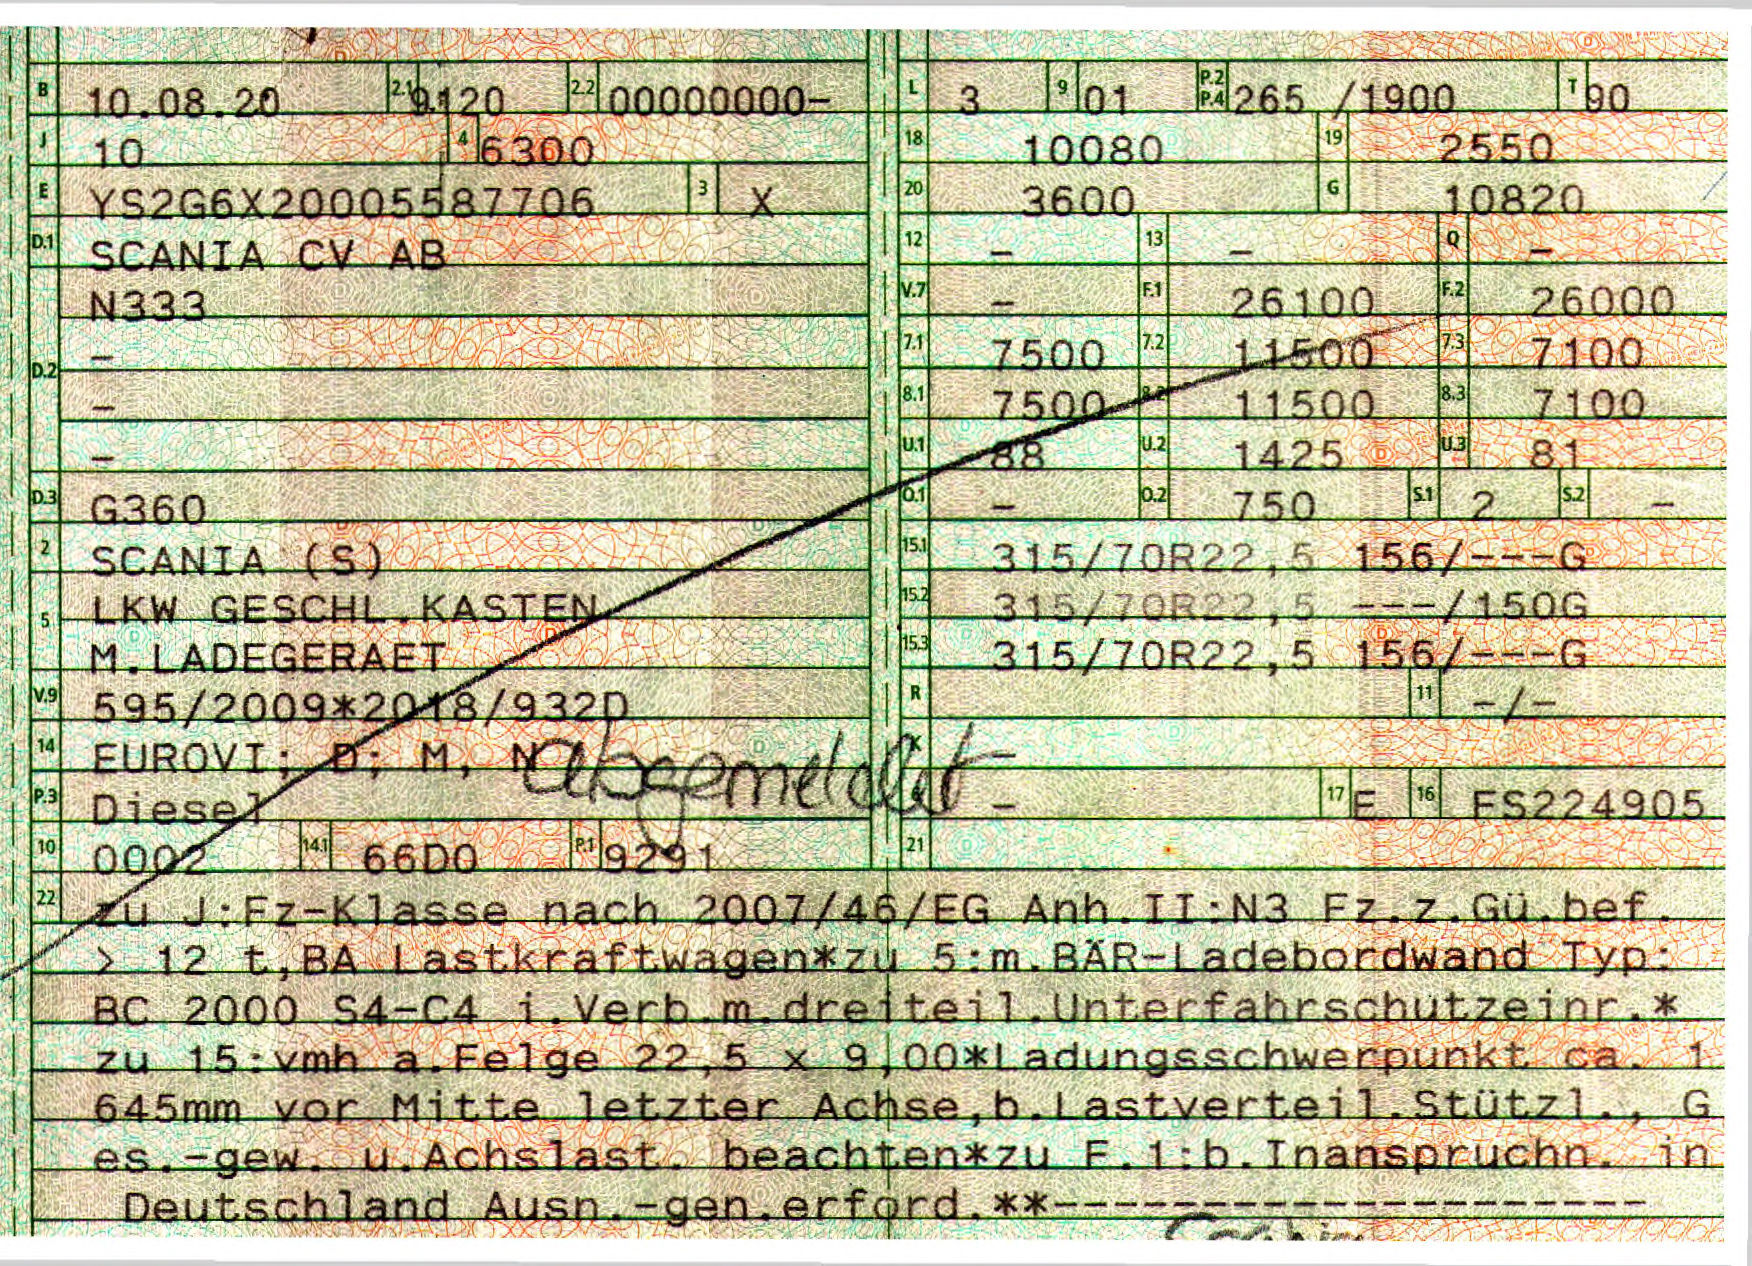 B 10.08.20 2.1 9120 2.2 00000000-
J 10 4 6300
E YS2G6X20005587706 3 X
D.1 SCANIA CV AB
N333
-
D.2 -
-
D.3 G360
2 SCANIA (S)
5 LKW GESCHL.KASTEN
M.LADEGERAET
V.9 595/2009*2018/932D
14 EUROVI; D; M, N
abgemeldet
P.3 Diesel
10 0002 14.1 66D0 P.1 9291
L 3 9 01 P.2 P.4 265 /1900 T 90
18 10080 19 2550
20 3600 G 10820
12 - 13 - Q -
V.7 - F.1 26100 F.2 26000
7.1 7500 7.2 11500 7.3 7100
8.1 7500 8.2 11500 8.3 7100
U.1 88 U.2 1425 U.3 81
O.1 - O.2 750 S.1 2 S.2 -
15.1 315/70R22,5 156/---G
15.2 315/70R22,5 ---/150G
15.3 315/70R22,5 156/---G
R 11 -/-
K -
- 17 E 16 FS224905
21
22 zu J:Fz-Klasse nach 2007/46/EG Anh.II:N3 Fz.z.Gü.bef.
> 12 t,BA Lastkraftwagen*zu 5:m.BÄR-Ladebordwand Typ:
BC 2000 S4-C4 i.Verb.m.dreiteil.Unterfahrschutzeinr.*
zu 15:vmh a.Felge 22,5 x 9,00*Ladungsschwerpunkt ca. 1
645mm vor Mitte letzter Achse,b.Lastverteil.Stützl., G
es.-gew. u.Achslast. beachten*zu F.1:b.Inanspruchn. in
Deutschland Ausn.-gen.erford.**--------------------